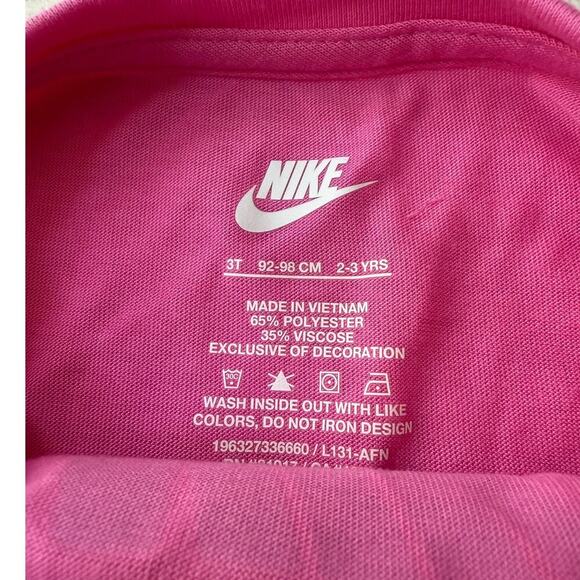 NIKE
3T 92-98 CM 2-3 YRS
MADE IN VIETNAM
65% POLYESTER
35% VISCOSE
EXCLUSIVE OF DECORATION
30C
WASH INSIDE OUT WITH LIKE
COLORS, DO NOT IRON DESIGN
196327336660 / L131-AFN